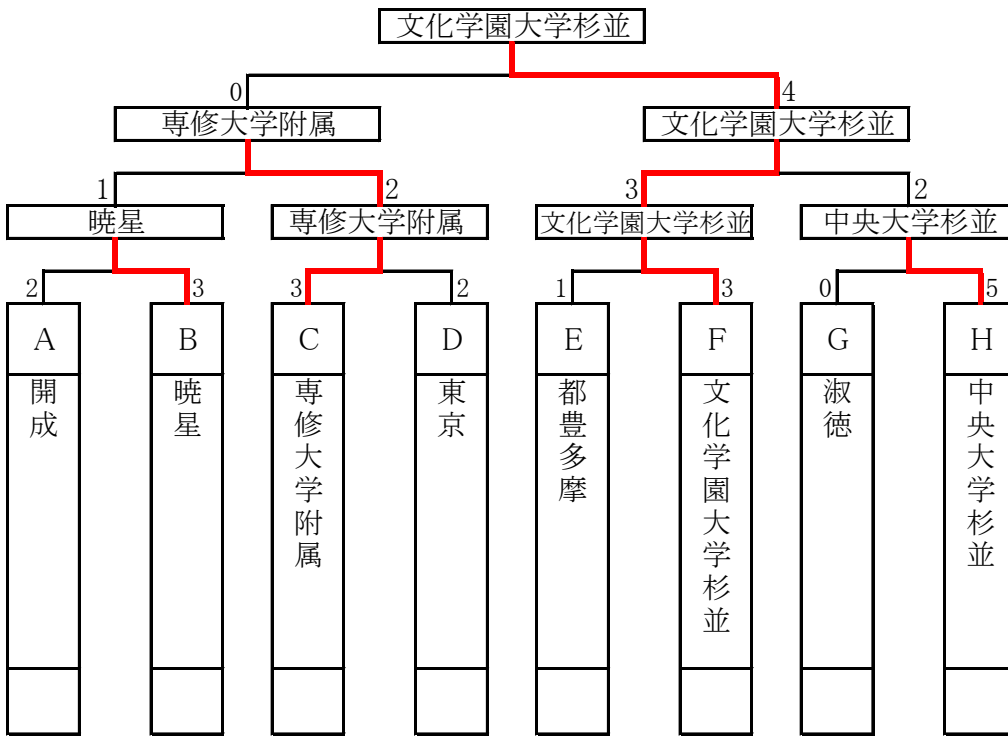 文化学園大学杉並
0
4
専修大学附属
文化学園大学杉並
1
2
3
2
暁星
専修大学附属
文化学園大学杉並
中央大学杉並
2
3
3
2
1
3
0
5
A
B
C
D
E
F
G
H
開成
暁星
専修大学附属
東京
都豊多摩
文化学園大学杉並
淑徳
中央大学杉並